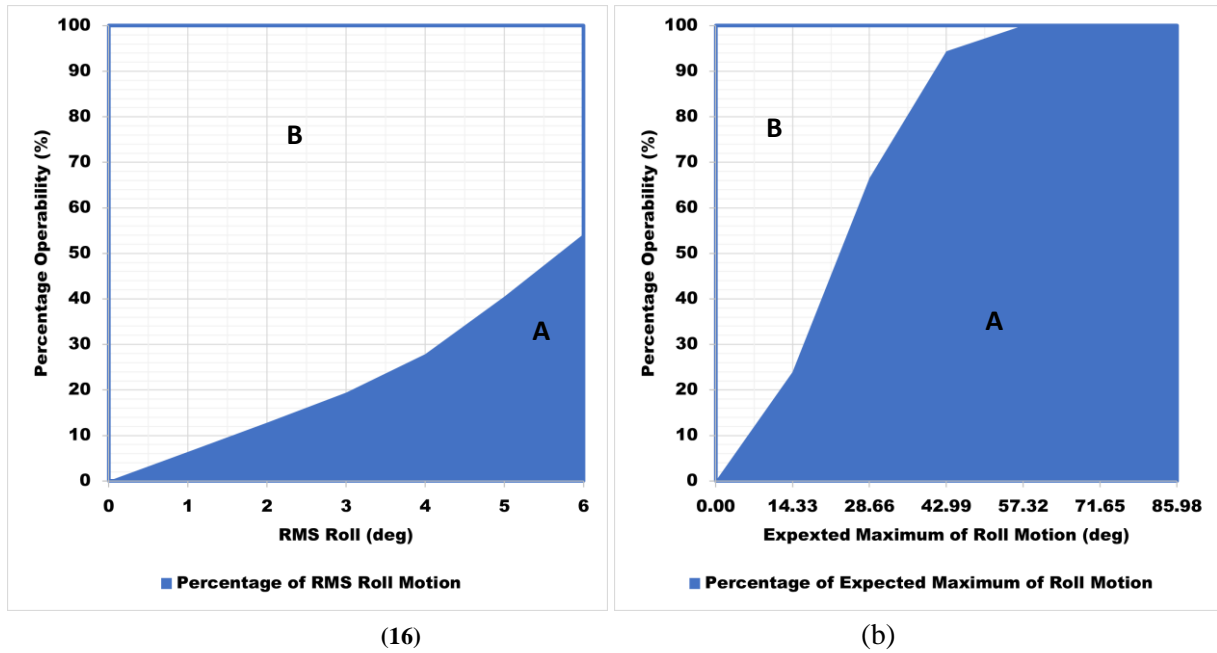 100
90
80
70
60
50
40
30
20
10
0
Percentage Operability (%)
B
A
0 1 2 3 4 5 6
RMS Roll (deg)
Percentage of RMS Roll Motion
(16)
100
90
80
70
60
50
40
30
20
10
0
Percentage Operability (%)
B
A
0.00 14.33 28.66 42.99 57.32 71.65 85.98
Expexted Maximum of Roll Motion (deg)
Percentage of Expected Maximum of Roll Motion
(b)